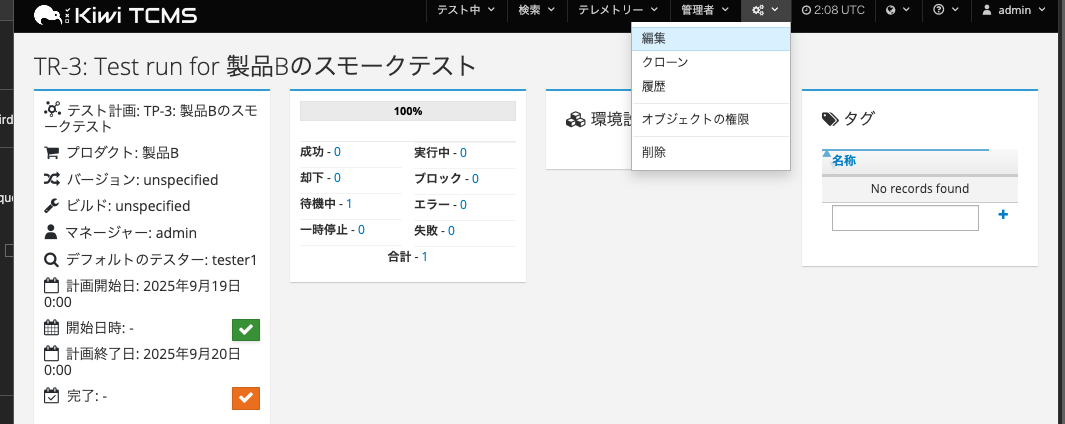 Kiwi TCMS
DEV
テスト中
検索
テレメトリー
管理者
2:08 UTC
admin
編集
クローン
履歴
オブジェクトの権限
削除
TR-3: Test run for 製品Bのスモークテスト
テスト計画: TP-3: 製品Bのスモ
ークテスト
プロダクト: 製品B
バージョン: unspecified
ビルド: unspecified
マネージャー: admin
デフォルトのテスター: tester1
計画開始日: 2025年9月19日
0:00
開始日時: -
計画終了日: 2025年9月20日
0:00
完了: -
100%
成功 - 0
実行中 - 0
却下 - 0
ブロック - 0
待機中 - 1
エラー - 0
一時停止 - 0
失敗 - 0
合計 - 1
環境設
タグ
名称
No records found
ird
que